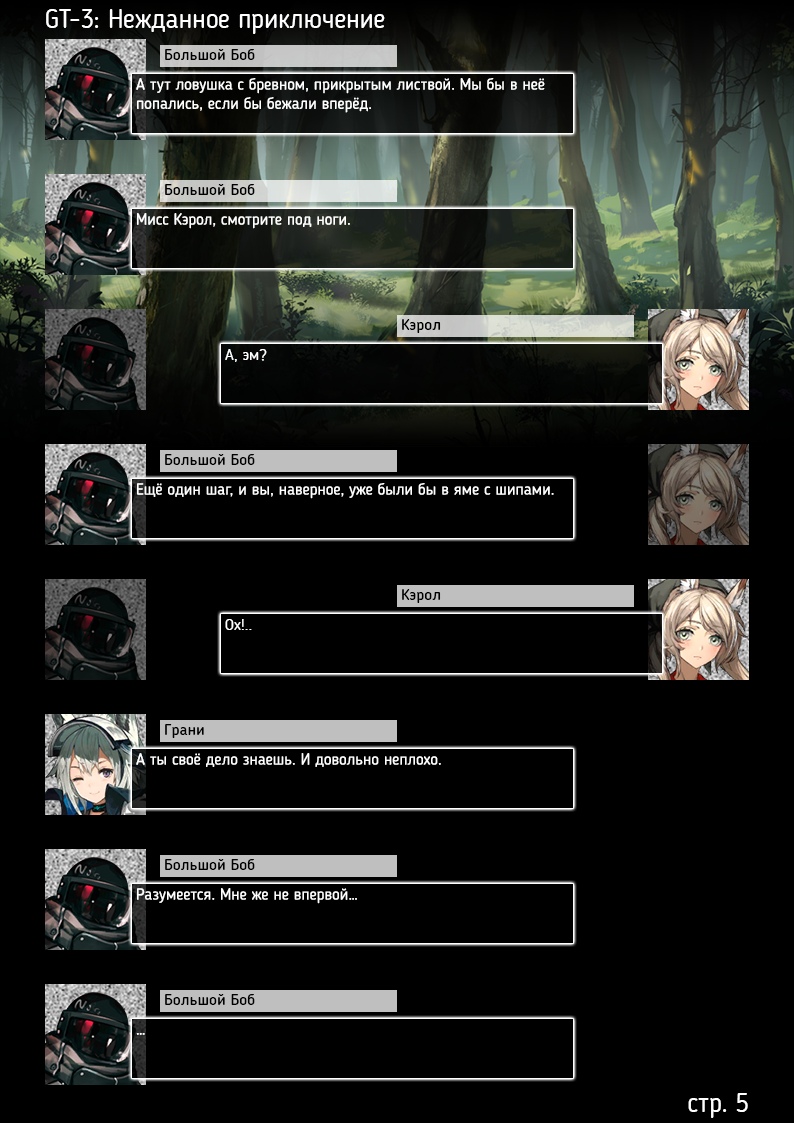 GT-3: Нежданное приключение
Большой Боб
А тут ловушка с бревном, прикрытым листвой. Мы бы в неё
попались, если бы бежали вперёд.
Большой Боб
Мисс Кэрол, смотрите под ноги.
Кэрол
А, эм?
Большой Боб
Ещё один шаг, и вы, наверное, уже были бы в яме с шипами.
Кэрол
Ох!..
Грани
А ты своё дело знаешь. И довольно неплохо.
Большой Боб
Разумеется. Мне же не впервой...
Большой Боб
...
стр. 5